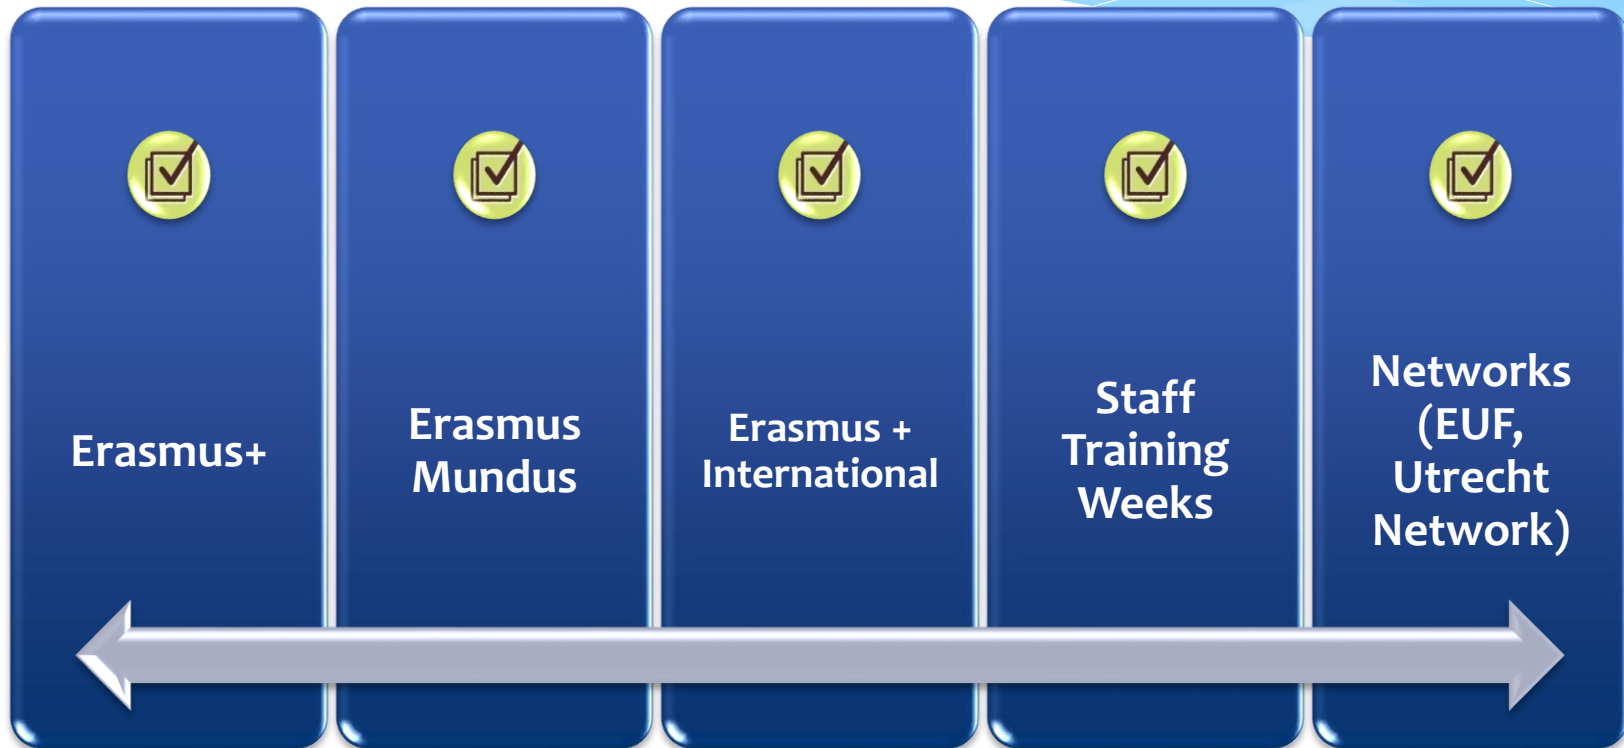 Erasmus+
Erasmus
Mundus
Erasmus +
International
Staff
Training
Weeks
Networks
(EUF,
Utrecht
Network)